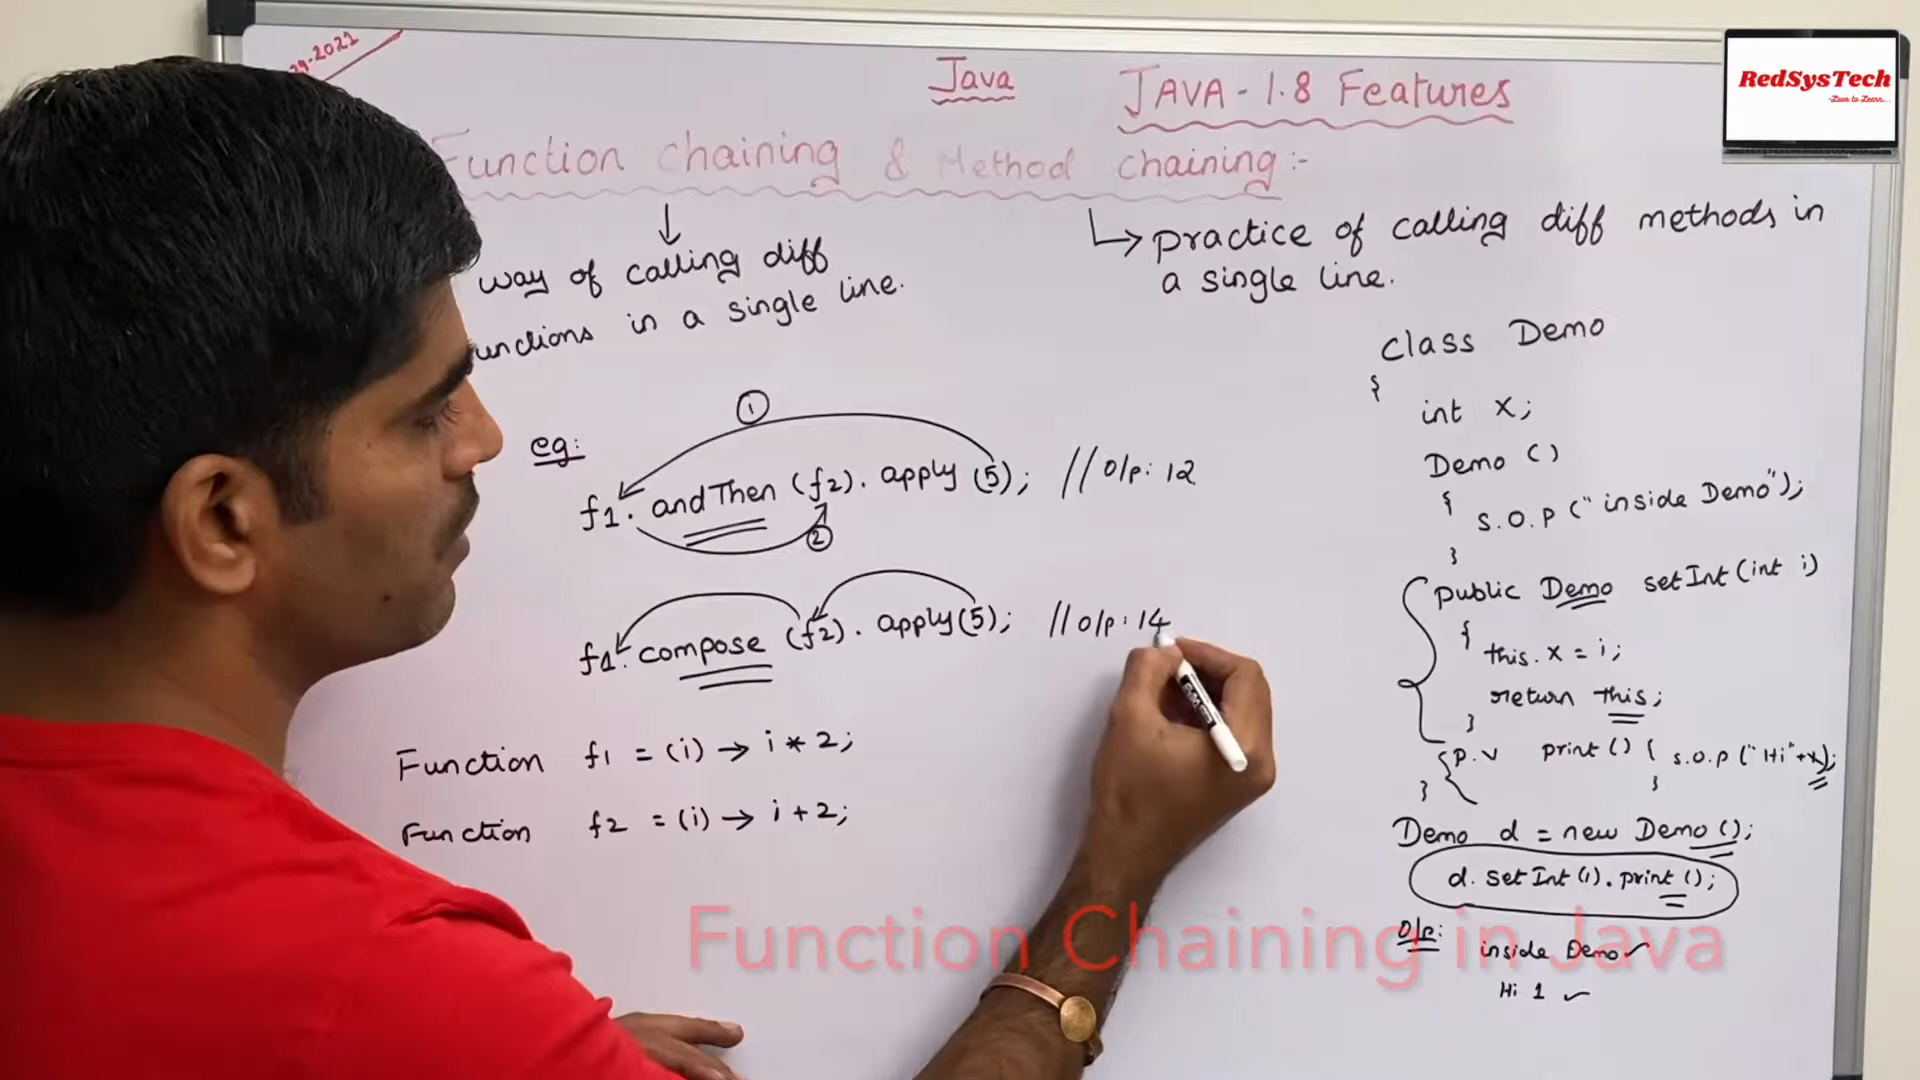 29-2021
Java
JAVA - 1.8 Features
RedSysTech
-Love to Learn...
Function chaining & Method chaining:-
way of calling diff
unctions in a single line.
practice of calling diff methods in
a single line.
eg:
1
f1. andThen (f2). apply (5); // O/p: 12
2
f1. compose (f2). apply(5); // o/p: 14
Function f1 = (i) → i * 2;
Function f2 = (i) → i + 2;
class Demo
{
int x;
Demo ()
{
S.O.P (" inside Demo");
}
public Demo setInt (int i)
{
this. x = i;
return this;
}
P. v print () { s.o.p ("Hi"+x);
}
}
Demo d = new Demo ();
d. setInt (1). print ();
O/p:
inside Demo
Hi 1
Function Chaining in Java